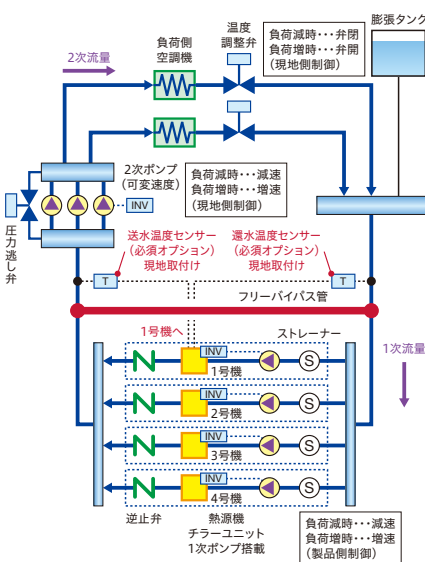 膨張タンク
負荷側
空調機
温度
調整弁
負荷減時・・・弁閉
負荷増時・・・弁開
（現地側制御）
2次流量
2次ポンプ
（可変速度）
INV
負荷減時・・・減速
負荷増時・・・増速
（現地側制御）
圧力逃し弁
送水温度センサー
（必須オプション）
現地取付け
還水温度センサー
（必須オプション）
現地取付け
T
T
フリーバイパス管
1号機へ
ストレーナー
1次流量
INV
S
1号機
INV
S
2号機
INV
S
3号機
INV
S
4号機
逆止弁
熱源機
チラーユニット
1次ポンプ搭載
負荷減時・・・減速
負荷増時・・・増速
（製品側制御）